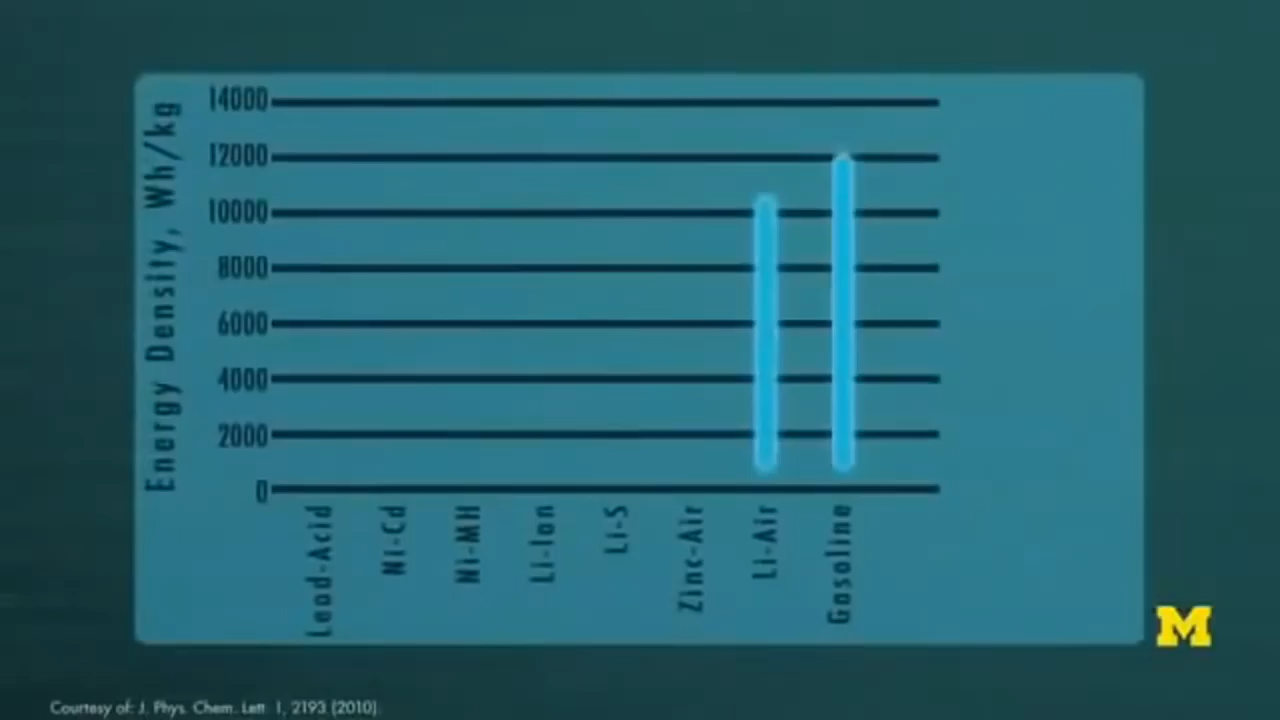 Energy Density, Wh/kg
14000
12000
10000
8000
6000
4000
2000
0
Lead-Acid
Ni-Cd
Ni-MH
Li-Ion
Li-S
Zinc-Air
Li-Air
Gasoline
M
Courtesy of: J. Phys. Chem. Lett. 1, 2193 (2010).